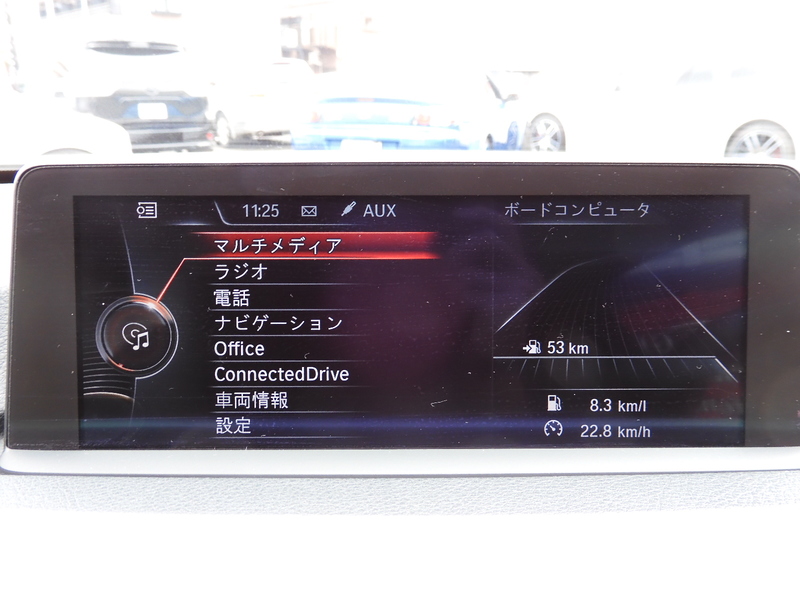 11:25 AUX ボードコンピュータ
マルチメディア
ラジオ
電話
ナビゲーション
Office
ConnectedDrive
車両情報
設定
53 km
8.3 km/l
22.8 km/h